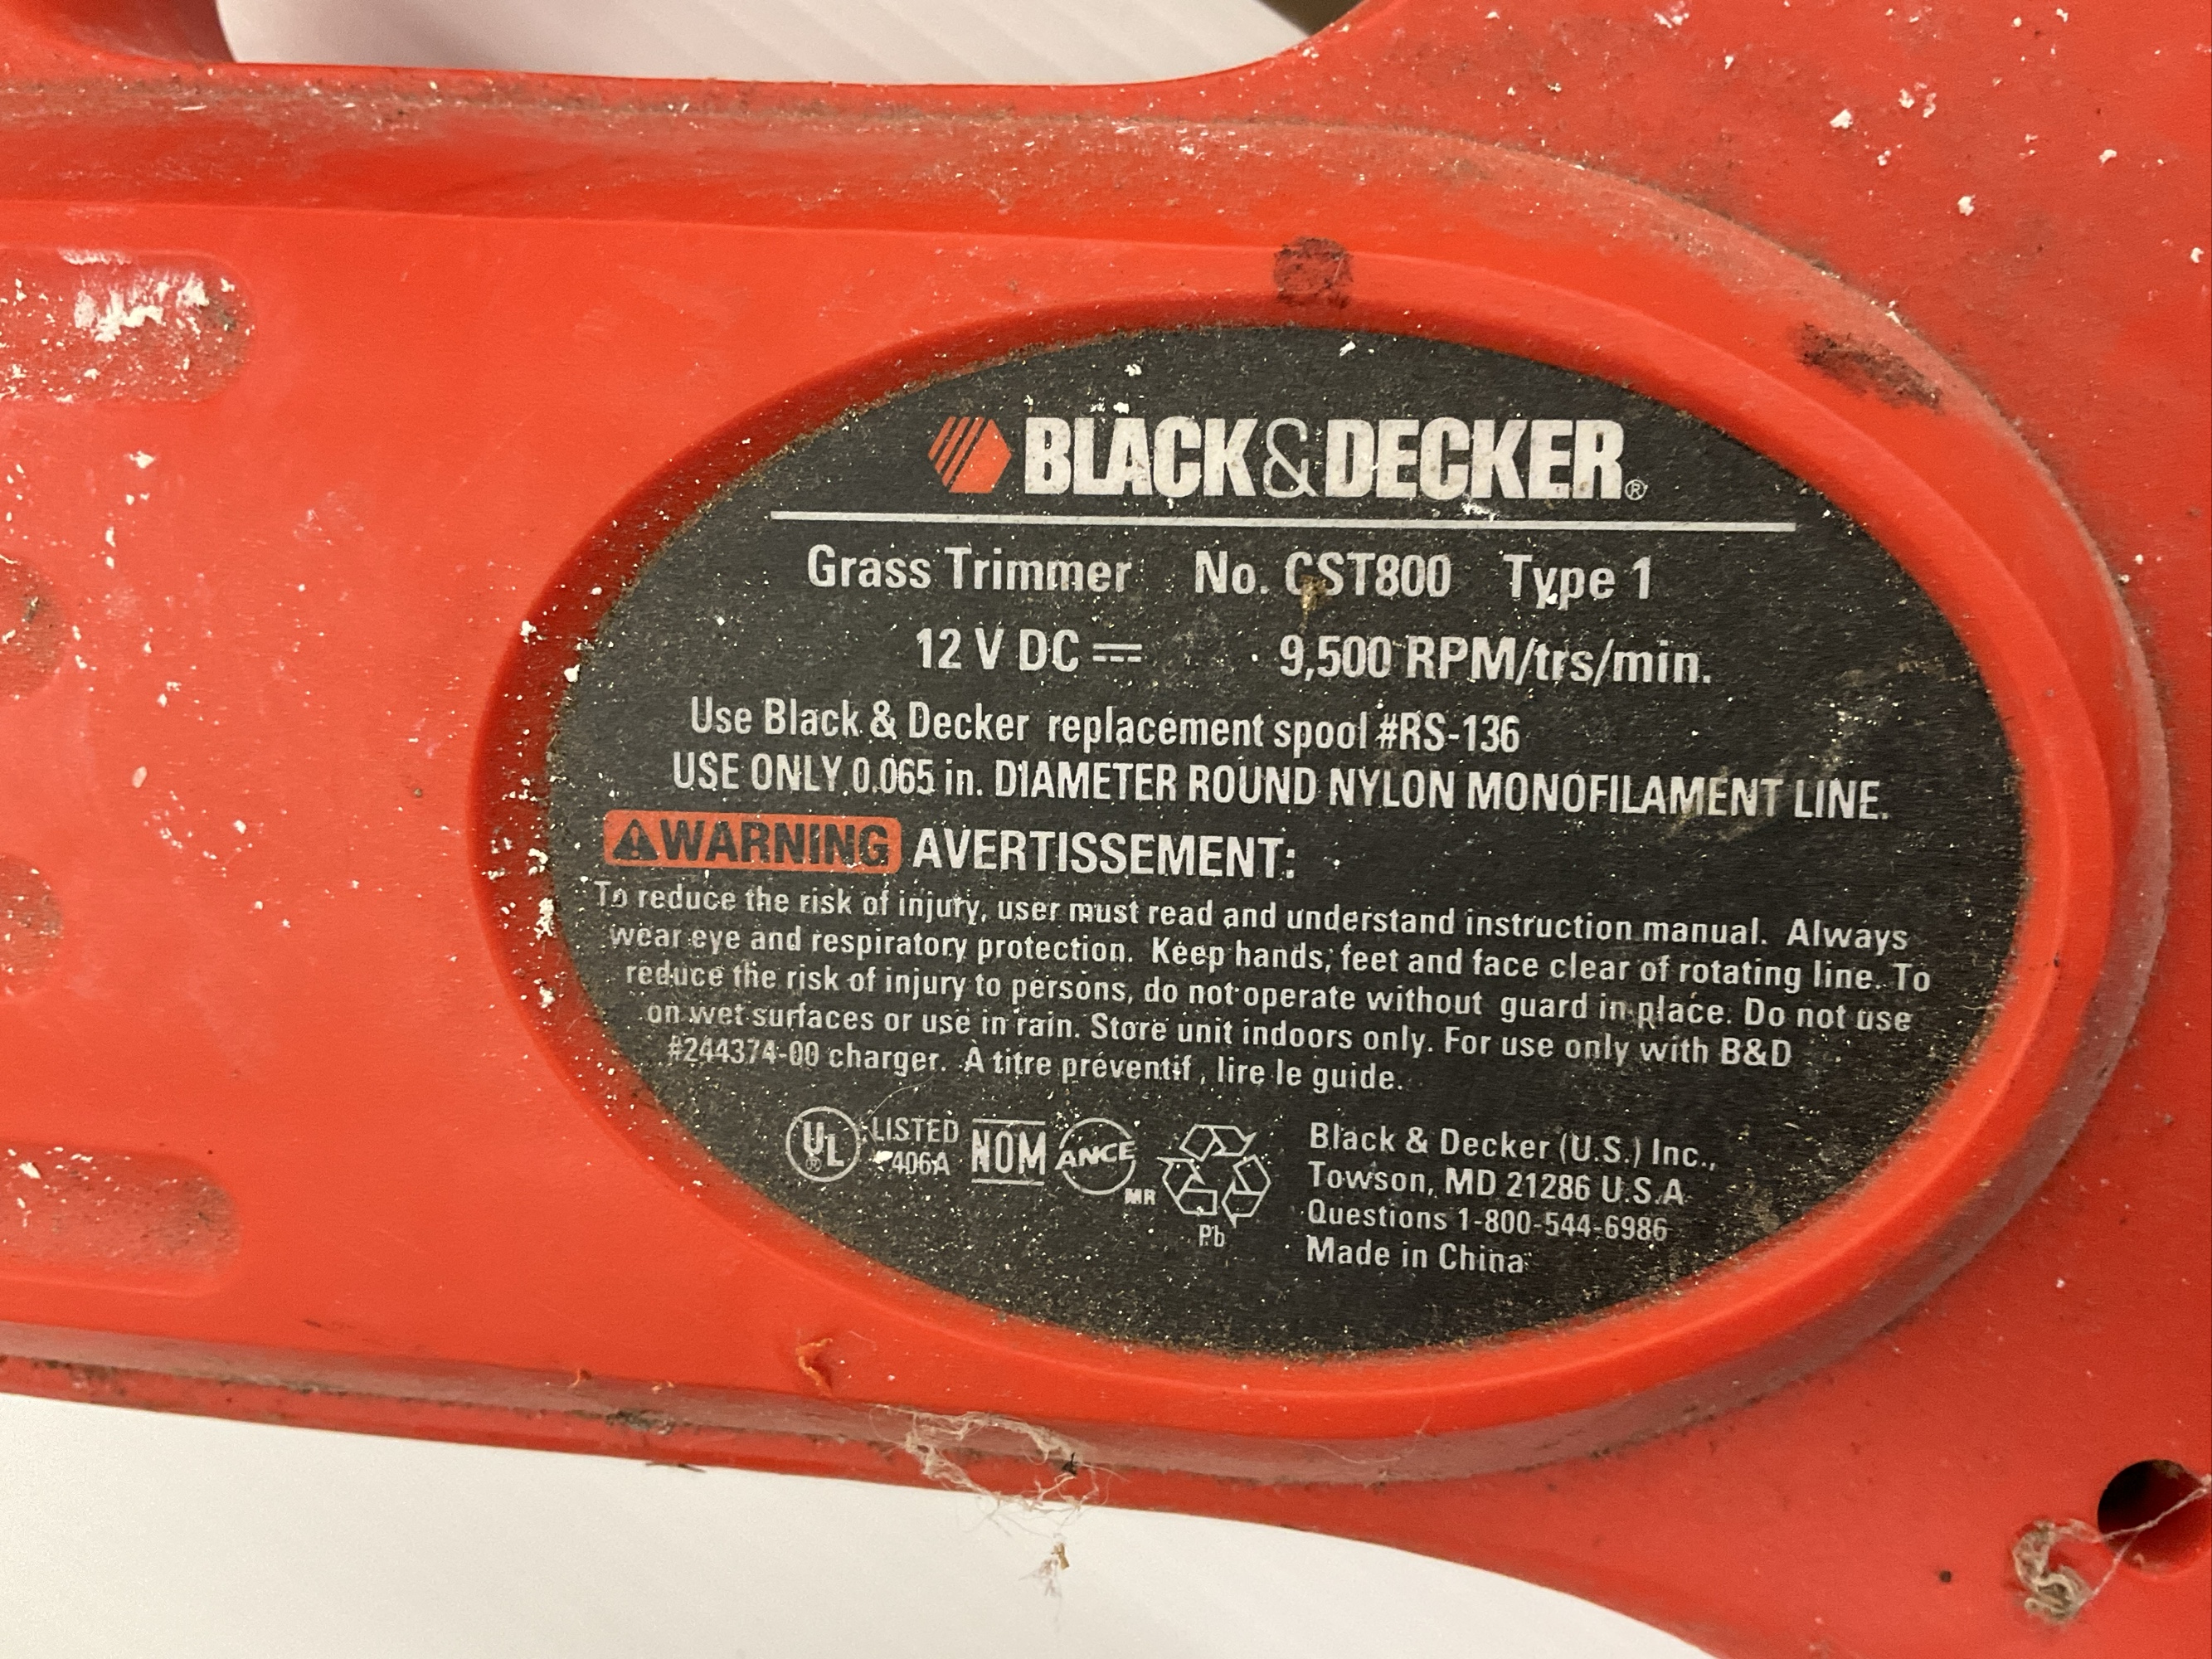 BLACK&DECKER®
Grass Trimmer No. CST800 Type 1
12 V DC 9,500 RPM/trs/min.
Use Black & Decker replacement spool #RS-136
USE ONLY 0.065 in. DIAMETER ROUND NYLON MONOFILAMENT LINE.
WARNING AVERTISSEMENT:
To reduce the risk of injury, user must read and understand instruction manual. Always
wear eye and respiratory protection. Keep hands, feet and face clear of rotating line. To
reduce the risk of injury to persons, do not operate without guard in place. Do not use
on wet surfaces or use in rain. Store unit indoors only. For use only with B&D
#244374-00 charger. À titre préventif, lire le guide.
UL® LISTED
406A
NOM ANCE
MR
Pb
Black & Decker (U.S.) Inc.,
Towson, MD 21286 U.S.A
Questions 1-800-544-6986
Made in China